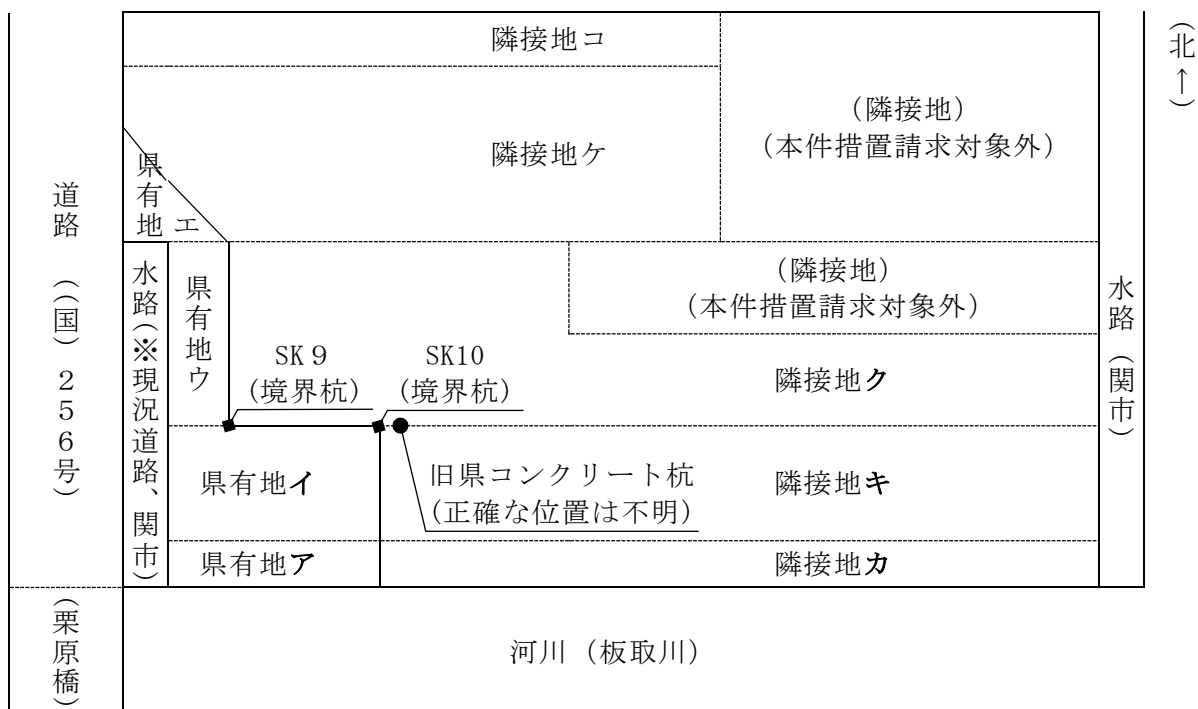 隣接地コ
(北↑)
(隣接地)
(本件措置請求対象外)
隣接地ケ
県有地エ
道路((国)256号)
水路(※現況道路、関市)
県有地ウ
(隣接地)
(本件措置請求対象外)
水路(関市)
SK9
(境界杭)
SK10
(境界杭)
隣接地ク
県有地イ
旧県コンクリート杭
(正確な位置は不明)
隣接地キ
県有地ア
隣接地カ
(栗原橋)
河川(板取川)